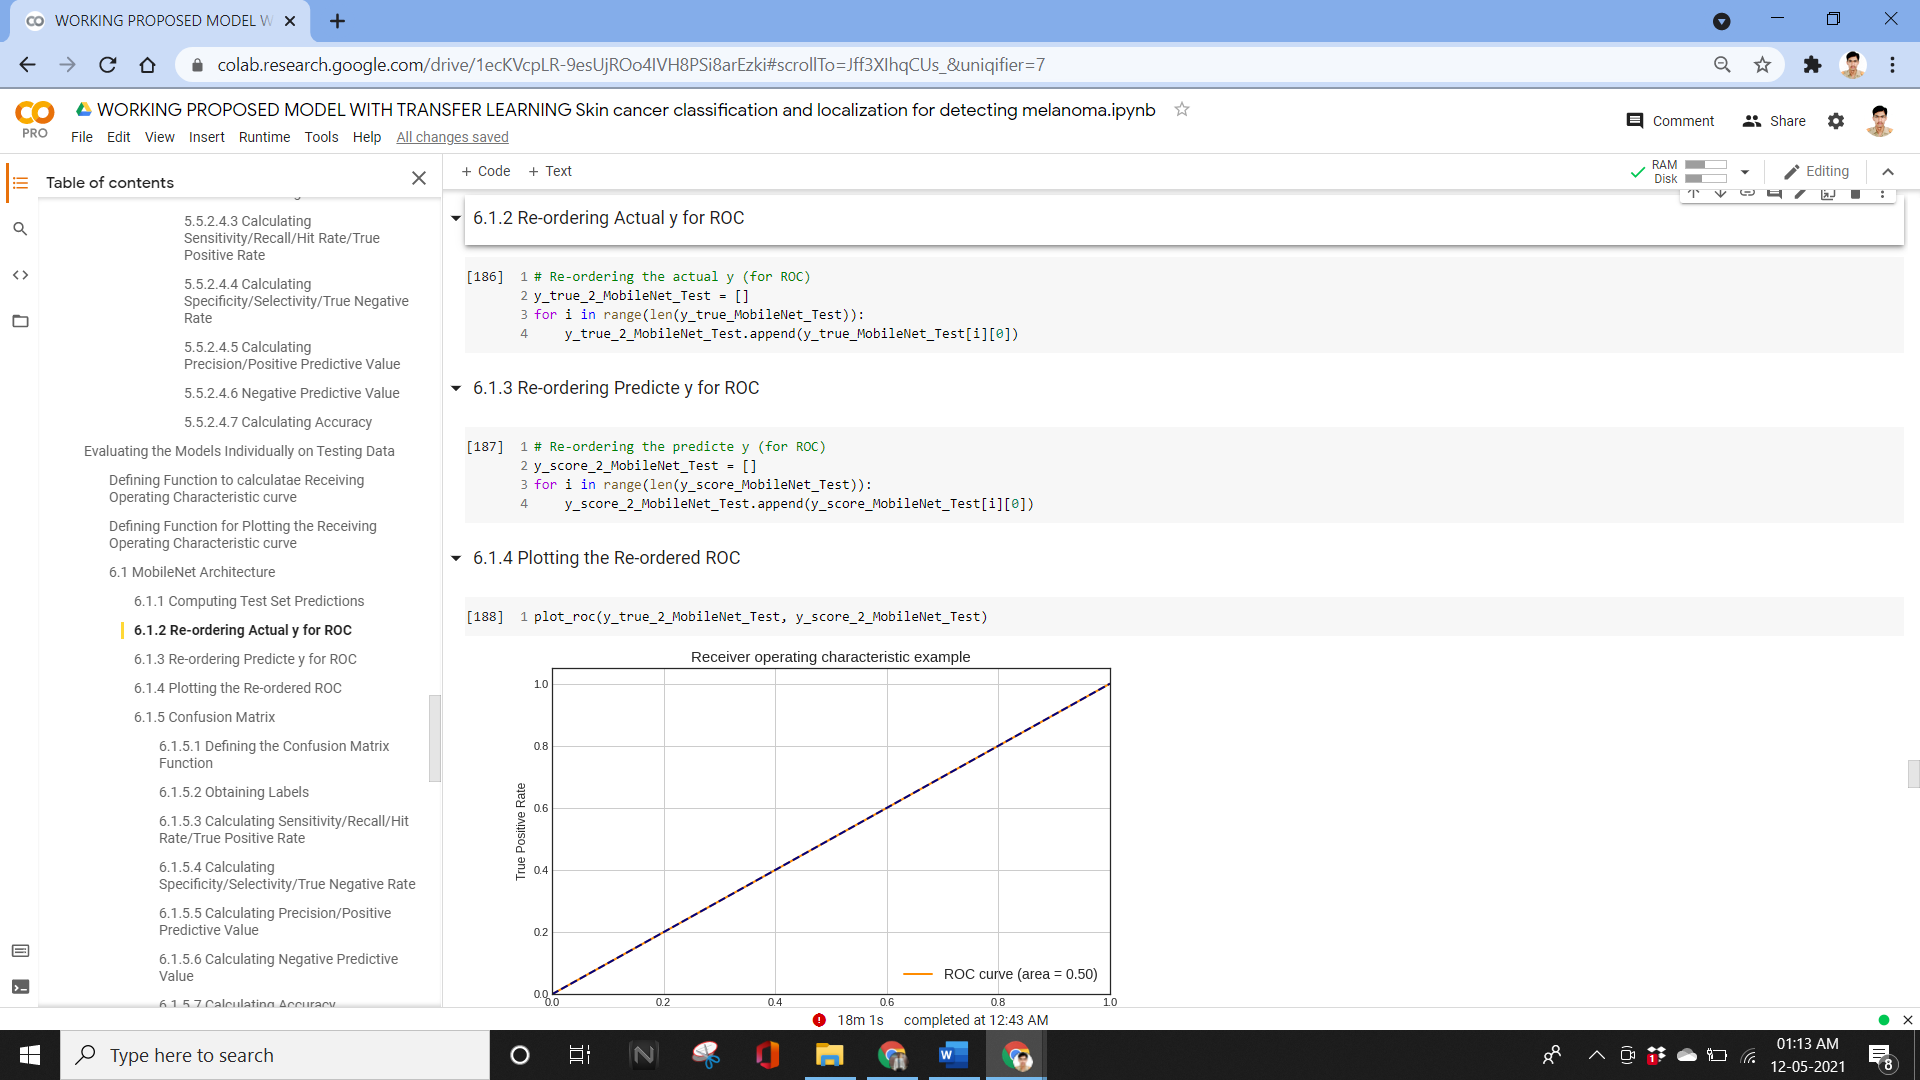 WORKING PROPOSED MODEL W
colab.research.google.com/drive/1ecKVcpLR-9esUjROo4IVH8PSi8arEzki#scrollTo=Jff3XIhqCUs_&uniqifier=7
CO
PRO
WORKING PROPOSED MODEL WITH TRANSFER LEARNING Skin cancer classification and localization for detecting melanoma.ipynb
File Edit View Insert Runtime Tools Help All changes saved
Comment Share
Table of contents
+ Code + Text
RAM
Disk
Editing
5.5.2.4.3 Calculating
Sensitivity/Recall/Hit Rate/True
Positive Rate
5.5.2.4.4 Calculating
Specificity/Selectivity/True Negative
Rate
5.5.2.4.5 Calculating
Precision/Positive Predictive Value
5.5.2.4.6 Negative Predictive Value
5.5.2.4.7 Calculating Accuracy
Evaluating the Models Individually on Testing Data
Defining Function to calculatae Receiving
Operating Characteristic curve
Defining Function for Plotting the Receiving
Operating Characteristic curve
6.1 MobileNet Architecture
6.1.1 Computing Test Set Predictions
6.1.2 Re-ordering Actual y for ROC
6.1.3 Re-ordering Predicte y for ROC
6.1.4 Plotting the Re-ordered ROC
6.1.5 Confusion Matrix
6.1.5.1 Defining the Confusion Matrix
Function
6.1.5.2 Obtaining Labels
6.1.5.3 Calculating Sensitivity/Recall/Hit
Rate/True Positive Rate
6.1.5.4 Calculating
Specificity/Selectivity/True Negative Rate
6.1.5.5 Calculating Precision/Positive
Predictive Value
6.1.5.6 Calculating Negative Predictive
Value
6.1.5.7 Calculating Accuracy
6.1.2 Re-ordering Actual y for ROC
[186] 1 # Re-ordering the actual y (for ROC)
2 y_true_2_MobileNet_Test = []
3 for i in range(len(y_true_MobileNet_Test)):
4 y_true_2_MobileNet_Test.append(y_true_MobileNet_Test[i][0])
6.1.3 Re-ordering Predicte y for ROC
[187] 1 # Re-ordering the predicte y (for ROC)
2 y_score_2_MobileNet_Test = []
3 for i in range(len(y_score_MobileNet_Test)):
4 y_score_2_MobileNet_Test.append(y_score_MobileNet_Test[i][0])
6.1.4 Plotting the Re-ordered ROC
[188] 1 plot_roc(y_true_2_MobileNet_Test, y_score_2_MobileNet_Test)
Receiver operating characteristic example
1.0
0.8
0.6
0.4
0.2
0.0
True Positive Rate
ROC curve (area = 0.50)
0.0 0.2 0.4 0.6 0.8 1.0
18m 1s completed at 12:43 AM
Type here to search
01:13 AM
12-05-2021
8